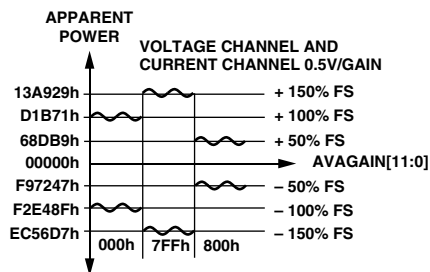 APPARENT
POWER
VOLTAGE CHANNEL AND
CURRENT CHANNEL 0.5V/GAIN
13A929h + 150% FS
D1B71h + 100% FS
68DB9h + 50% FS
00000h AVAGAIN[11:0]
F97247h – 50% FS
F2E48Fh – 100% FS
EC56D7h – 150% FS
000h 7FFh 800h